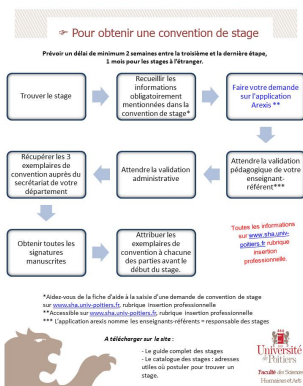 Pour obtenir une convention de stage
Prévoir un délai de minimum 2 semaines entre la troisième et la dernière étape,
1 mois pour les stages à l'étranger.
Trouver le stage
Recueillir les
informations
obligatoirement
mentionnées dans la
convention de stage*
Faire votre demande
sur l'application
Arexis **
Récupérer les 3
exemplaires de
convention auprès du
secrétariat de votre
département
Attendre la validation
administrative
Attendre la validation
pédagogique de votre
enseignant-
référent***
Obtenir toutes les
signatures
manuscrites
Attribuer les
exemplaires de
convention à chacune
des parties avant le
début du stage.
Toutes les informations
sur www.sha.univ-
poitiers.fr rubrique
insertion
professionnelle.
*Aidez-vous de la fiche d'aide à la saisie d'une demande de convention de stage
sur www.sha.univ-poitiers.fr, rubrique insertion professionnelle
**Accessible sur www.sha.univ-poitiers.fr, rubrique insertion professionnelle
*** L'application arexis nomme les enseignants-référents = responsable des stages
A télécharger sur le site :
- Le guide complet des stages
- Le catalogue des stages : adresses
utiles où postuler pour trouver un
stage.
Université
de Poitiers
Faculté de Sciences
Humaines et Arts